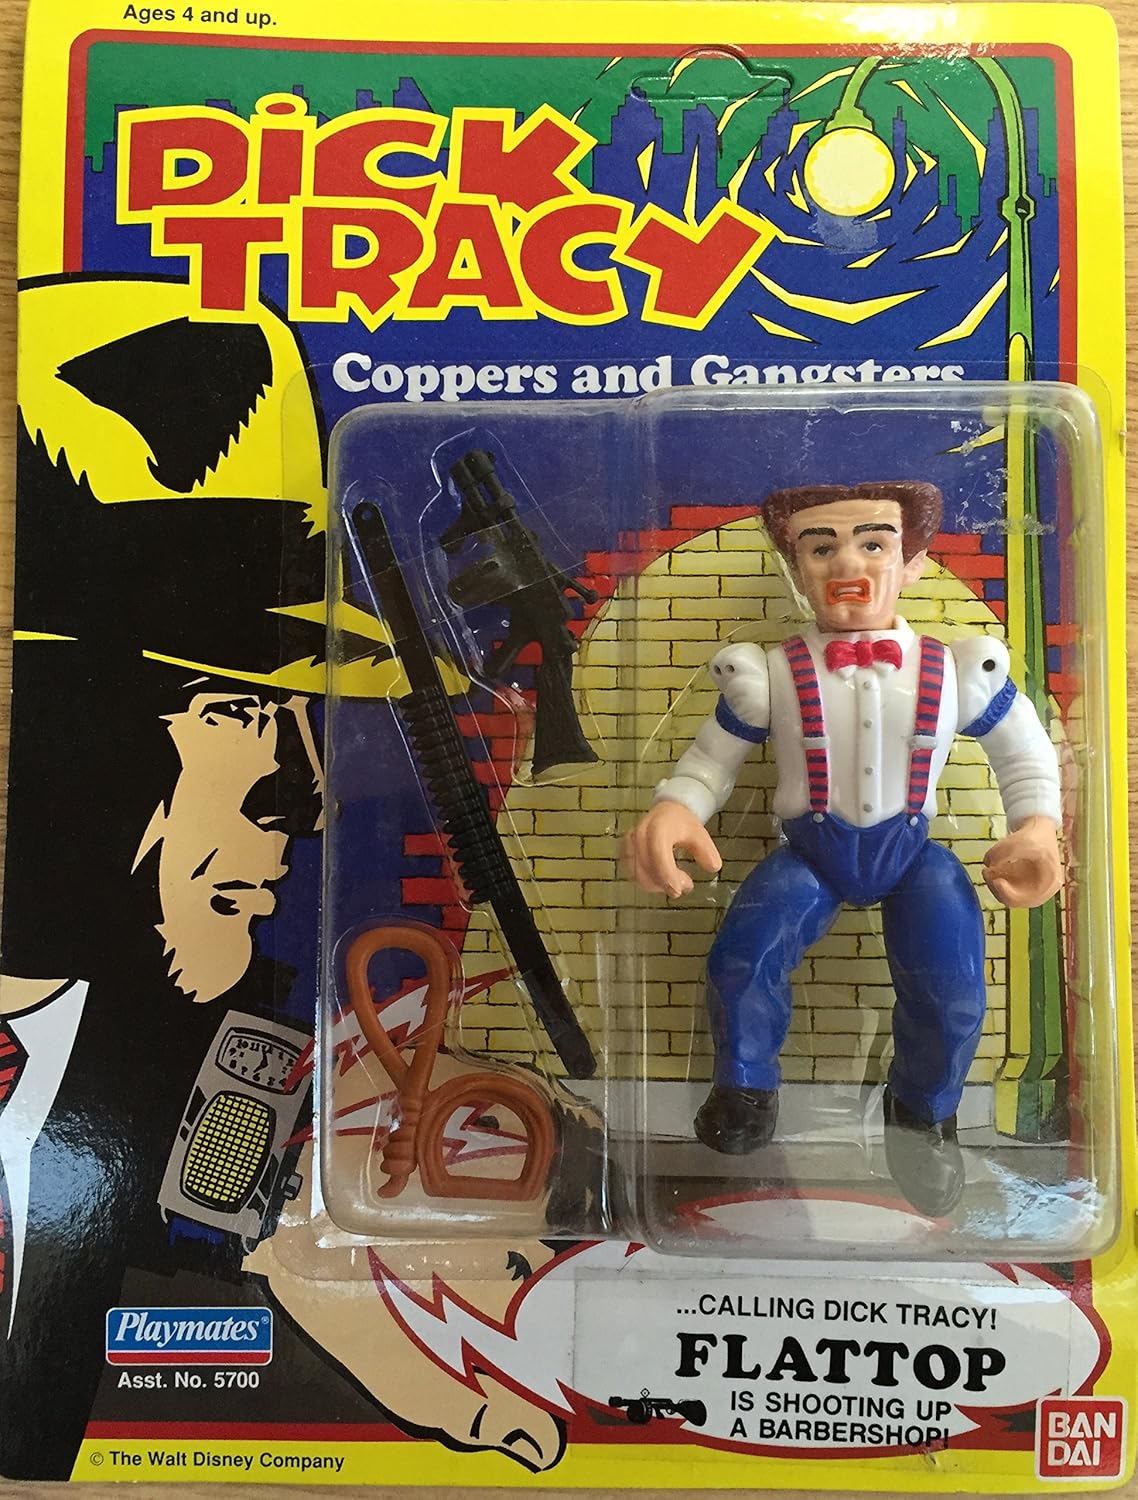 Ages 4 and up.
DiCK
TRACY
Coppers and Gangsters
Playmates®
Asst. No. 5700
...CALLING DICK TRACY!
FLATTOP
IS SHOOTING UP
A BARBERSHOP!
BAN
DAI
© The Walt Disney Company